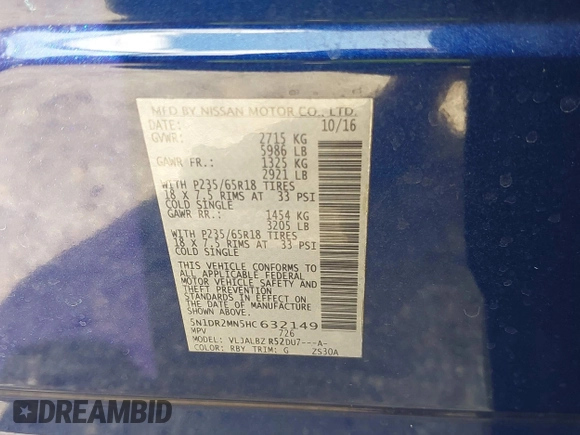 MFD BY NISSAN MOTOR CO., LTD.
DATE: 10/16
GVWR: 2715 KG
5986 LB
GAWR FR.: 1325 KG
2921 LB
WITH P235/65R18 TIRES
18 X 7.5 RIMS AT 33 PSI
COLD SINGLE
GAWR RR.: 1454 KG
3205 LB
WITH P235/65R18 TIRES
18 X 7.5 RIMS AT 33 PSI
COLD SINGLE
THIS VEHICLE CONFORMS TO
ALL APPLICABLE FEDERAL
MOTOR VEHICLE SAFETY AND
THEFT PREVENTION
STANDARDS IN EFFECT ON
THE DATE OF MANUFACTURE
SHOWN ABOVE.
5N1DR2MN5HC632149
MPV 726
MODEL: VLJALBZ R52DU7---A-
COLOR: RBY TRIM: G 2S30A
DREAMBID